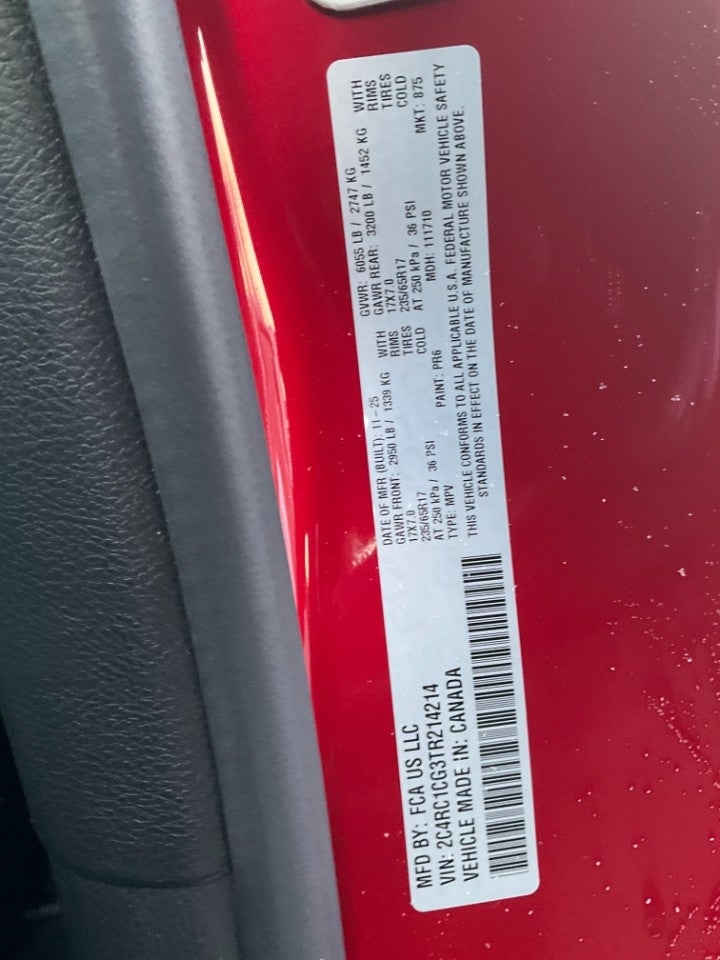 MFD BY: FCA US LLC
VIN: 2C4RC1CG3TR214214
VEHICLE MADE IN: CANADA
DATE OF MFR (BUILT): 11-25 GVWR: 6055 LB / 2747 KG
GAWR FRONT: 2950 LB / 1339 KG WITH GAWR REAR: 3200 LB / 1452 KG WITH
17X7.0 RIMS 17X7.0 RIMS
235/65R17 TIRES 235/65R17 TIRES
AT 250 kPa / 36 PSI COLD AT 250 kPa / 36 PSI COLD
TYPE: MPV PAINT: PR6 MDH: 111710 MKT: 875
THIS VEHICLE CONFORMS TO ALL APPLICABLE U.S.A. FEDERAL MOTOR VEHICLE SAFETY
STANDARDS IN EFFECT ON THE DATE OF MANUFACTURE SHOWN ABOVE.